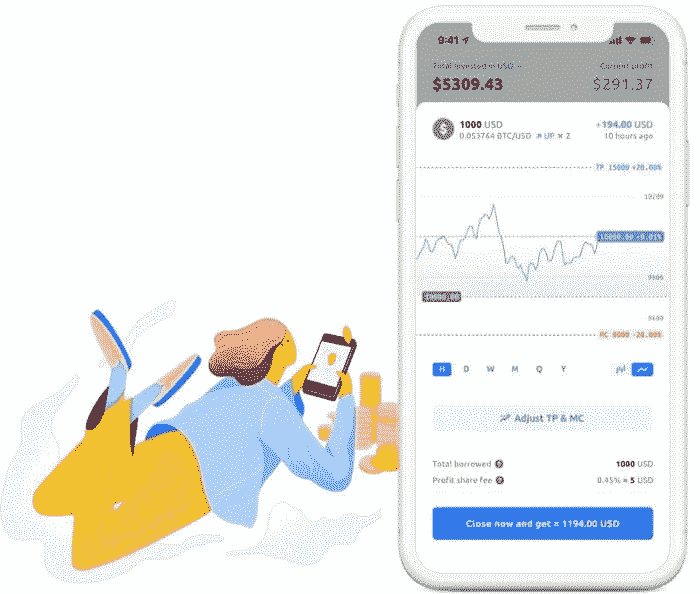 9:41
Total invested in USD
Current profit
$5309.43
$291.37
1000 USD
+194.00 USD
0.053764 BTC/USD UP × 2
10 hours ago
TP 15000 +20.00%
10200
9800
9600
MC 8000 -20.00%
H D W M Q Y
Adjust TP & MC
Total borrowed
1000 USD
Profit share fee
0.45% ≈ 5 USD
Close now and get ≈ 1194.00 USD